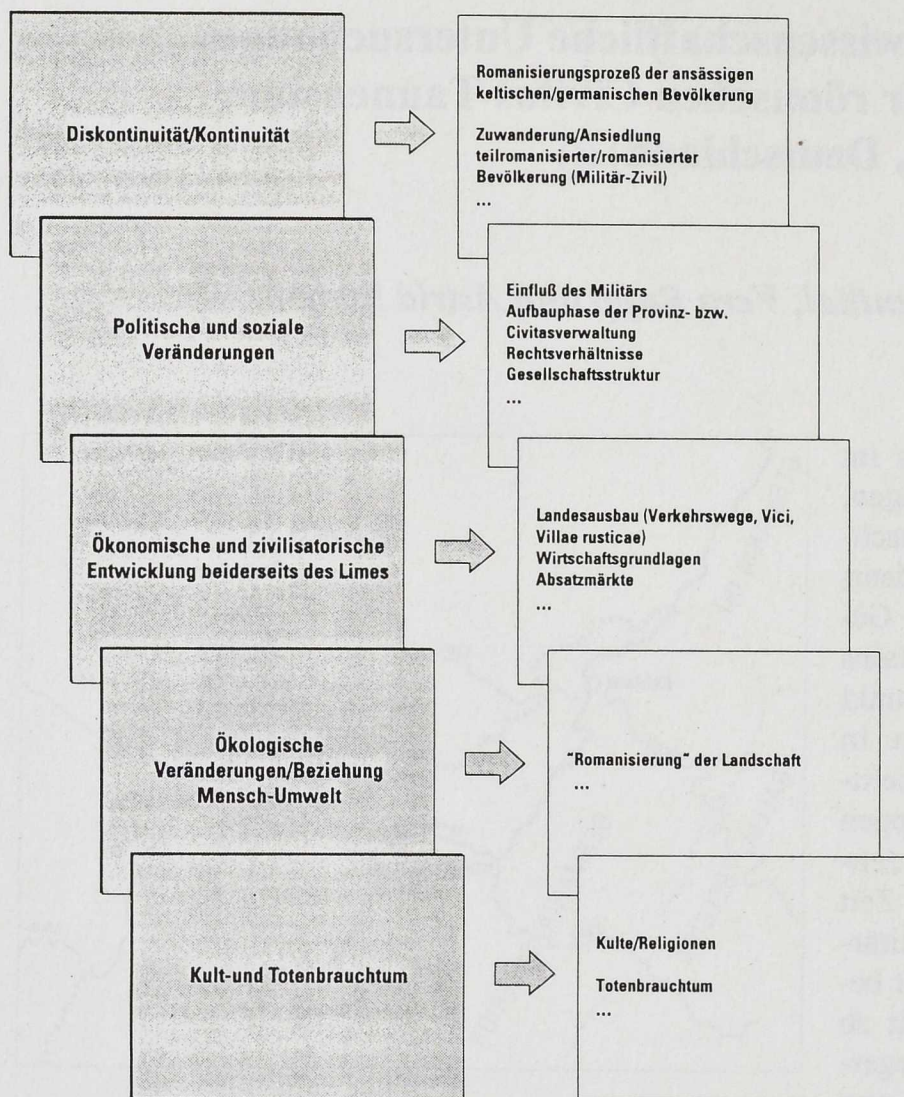 Diskontinuität/Kontinuität
Romanisierungsprozeß der ansässigen
keltischen/germanischen Bevölkerung
Zuwanderung/Ansiedlung
teilromanisierter/romanisierter
Bevölkerung (Militär-Zivil)
...
Politische und soziale
Veränderungen
Einfluß des Militärs
Aufbauphase der Provinz- bzw.
Civitasverwaltung
Rechtsverhältnisse
Gesellschaftsstruktur
...
Ökonomische und zivilisatorische
Entwicklung beiderseits des Limes
Landesausbau (Verkehrswege, Vici,
Villae rusticae)
Wirtschaftsgrundlagen
Absatzmärkte
...
Ökologische
Veränderungen/Beziehung
Mensch-Umwelt
"Romanisierung" der Landschaft
...
Kult-und Totenbrauchtum
Kulte/Religionen
Totenbrauchtum
...